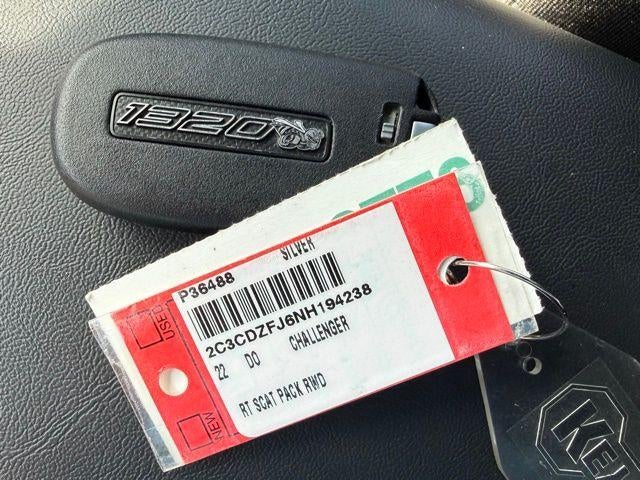 1320
P36488 SILVER
2C3CDZFJ6NH194238
22 DO CHALLENGER
RT SCAT PACK RWD
USED
NEW